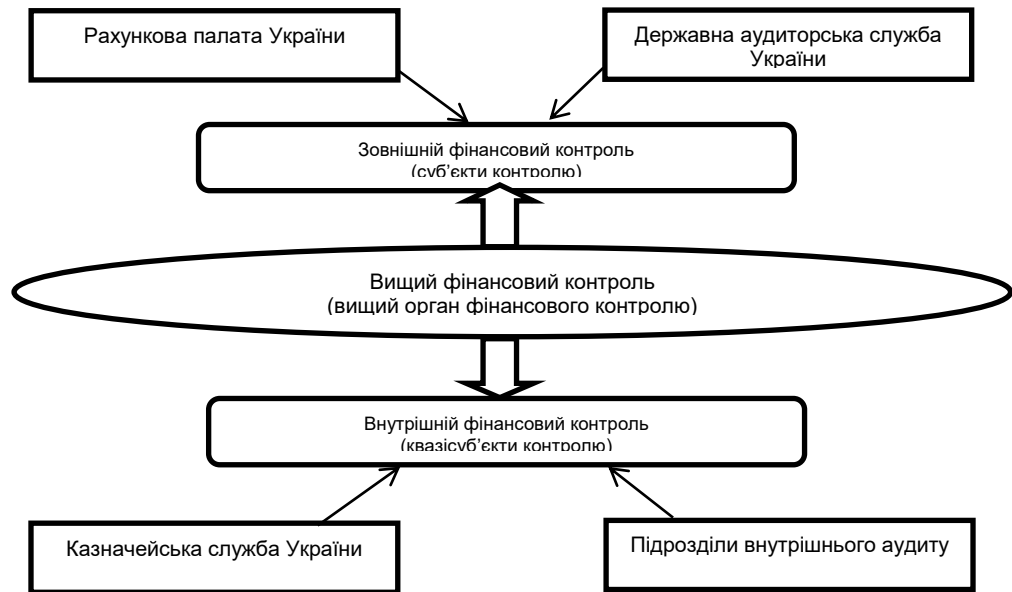 Рахункова палата України
Державна аудиторська служба
України
Зовнішній фінансовий контроль
(суб’єкти контролю)
Вищий фінансовий контроль
(вищий орган фінансового контролю)
Внутрішній фінансовий контроль
(квазісуб’єкти контролю)
Казначейська служба України
Підрозділи внутрішнього аудиту